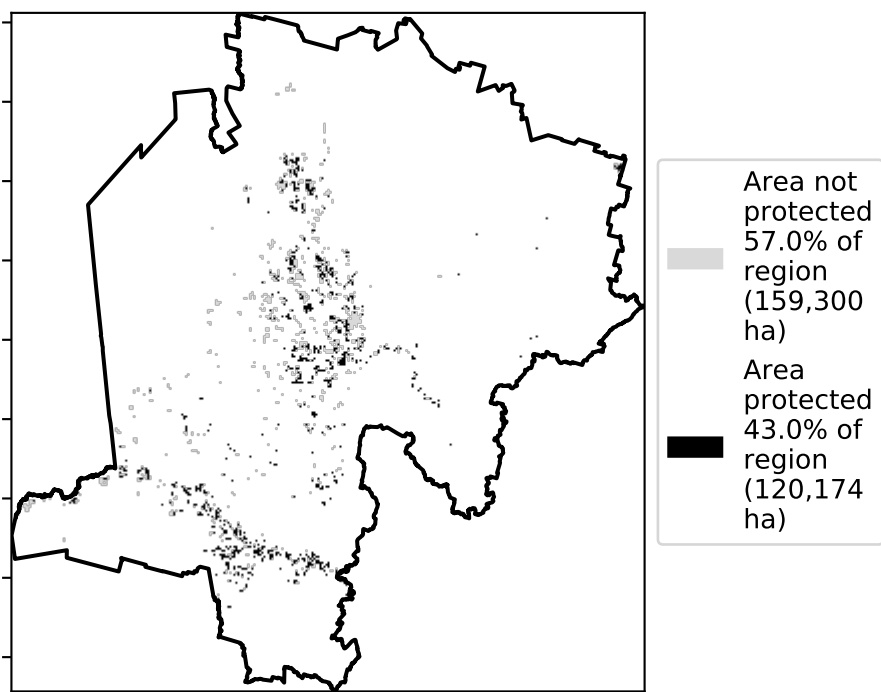 Area not
protected
57.0% of
region
(159,300
ha)
Area
protected
43.0% of
region
(120,174
ha)